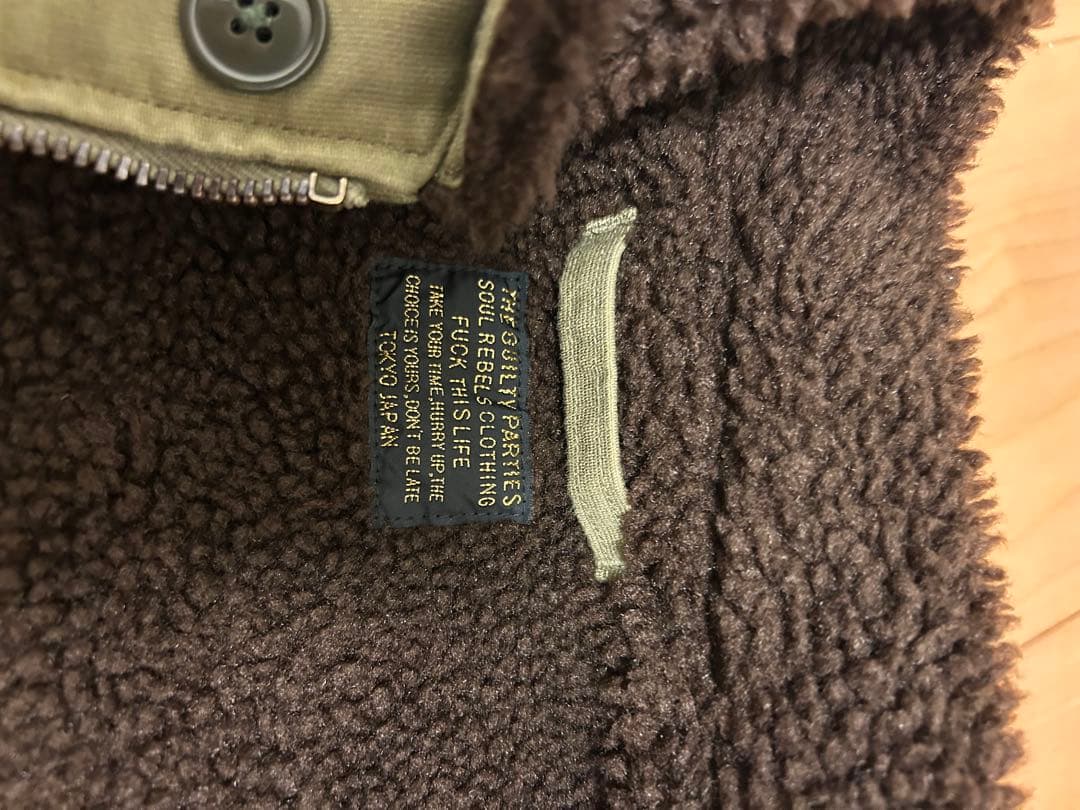 THE GUILTY PARTIES
SOUL REBELS CLOTHING
FUCK THIS LIFE
TAKE YOUR TIME,HURRY UP,THE
CHOICE IS YOURS,DON'T BE LATE
TOKYO JAPAN